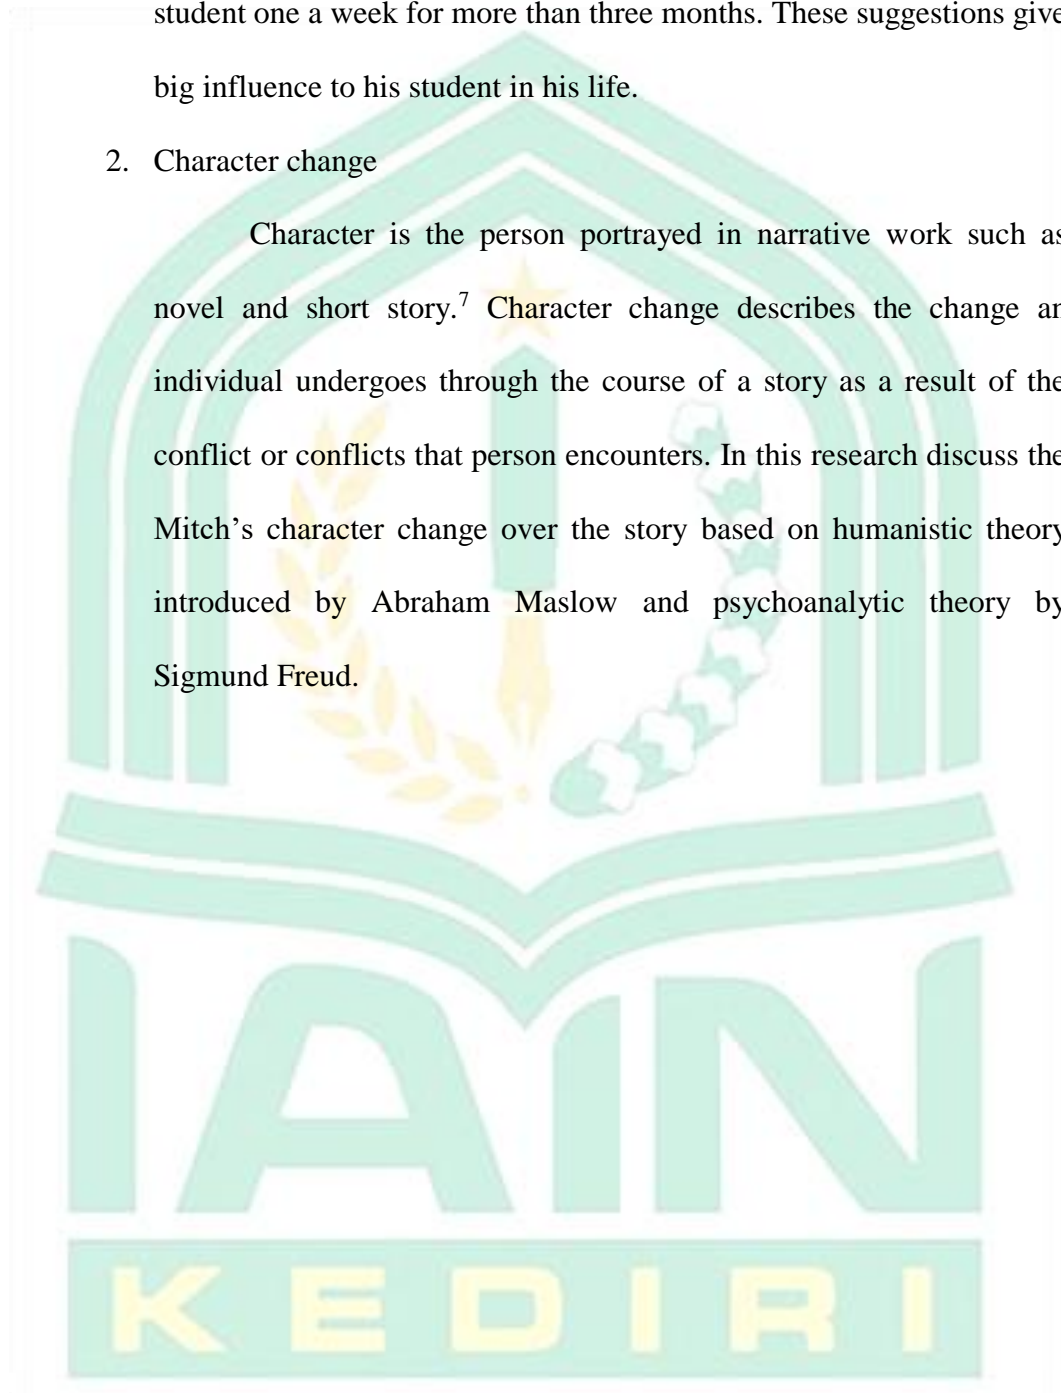 student one a week for more than three months. These suggestions give
big influence to his student in his life.
2. Character change
Character is the person portrayed in narrative work such as
novel and short story.7 Character change describes the change an
individual undergoes through the course of a story as a result of the
conflict or conflicts that person encounters. In this research discuss the
Mitch’s character change over the story based on humanistic theory
introduced by Abraham Maslow and psychoanalytic theory by
Sigmund Freud.
IAIN
KEDIRI